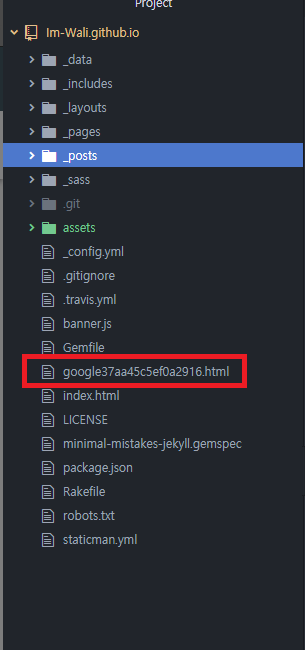 Project
Im-Wali.github.io
_data
_includes
_layouts
_pages
_posts
_sass
.git
assets
_config.yml
.gitignore
.travis.yml
banner.js
Gemfile
google37aa45c5ef0a2916.html
index.html
LICENSE
minimal-mistakes-jekyll.gemspec
package.json
Rakefile
robots.txt
staticman.yml